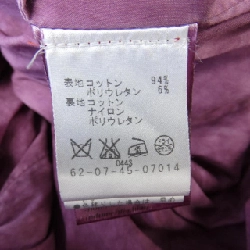 表地コットン 94%
ポリウレタン 6%
裏地コットン
ナイロン
ポリウレタン
0443
62-07-45-07014